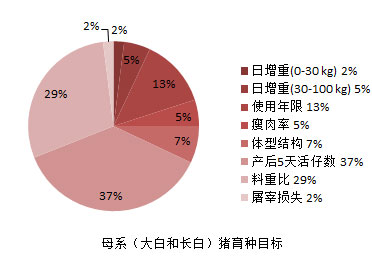 2%
2%
5%
13%
5%
7%
37%
29%
日增重(0-30 kg) 2%
日增重(30-100 kg) 5%
使用年限 13%
瘦肉率 5%
体型结构 7%
产后5天活仔数 37%
料重比 29%
屠宰损失 2%
母系（大白和长白）猪育种目标